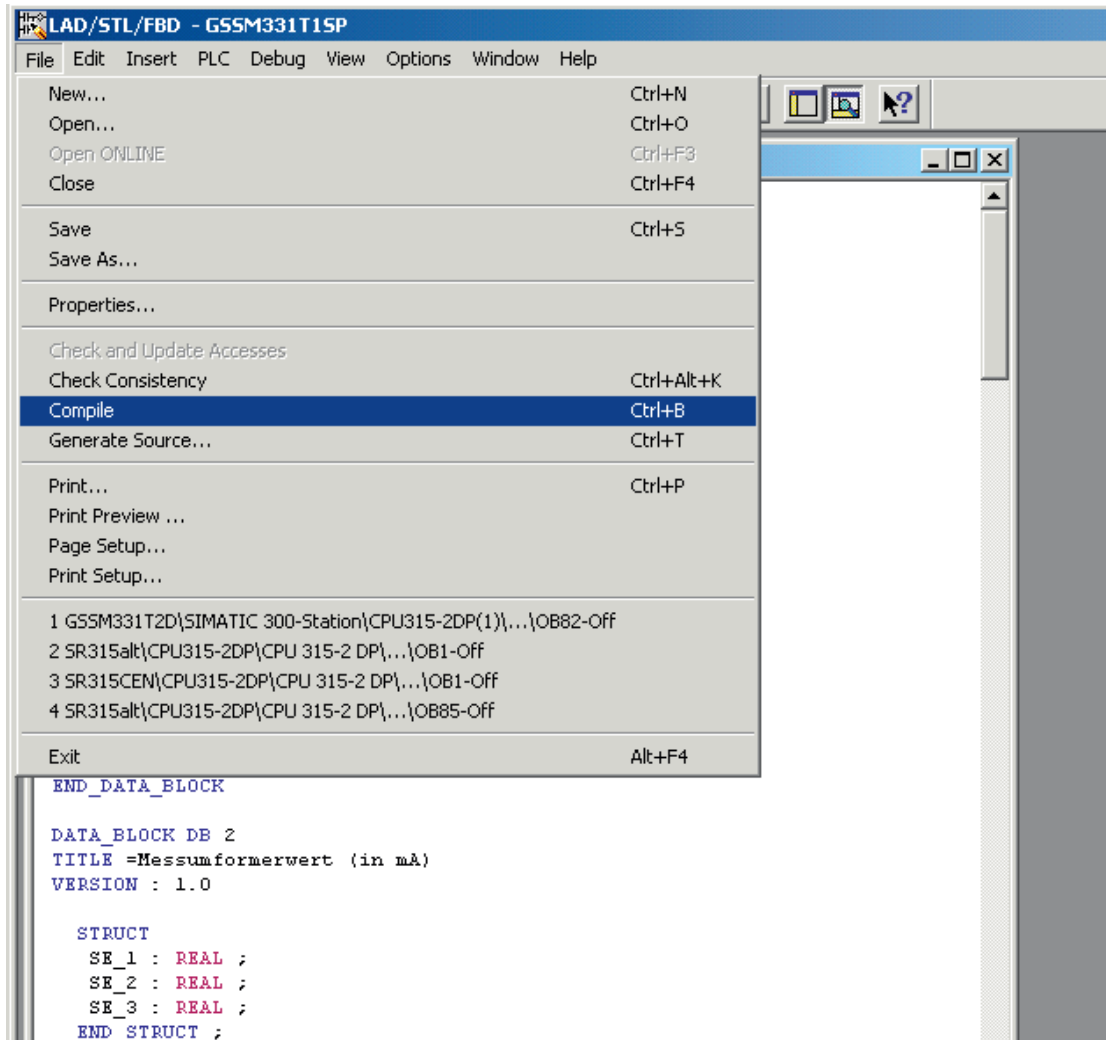 LAD/STL/FBD - GSSM331T1SP
File Edit Insert PLC Debug View Options Window Help
New... Ctrl+N
Open... Ctrl+O
Open ONLINE Ctrl+F3
Close Ctrl+F4
Save Ctrl+S
Save As...
Properties...
Check and Update Accesses
Check Consistency Ctrl+Alt+K
Compile Ctrl+B
Generate Source... Ctrl+T
Print... Ctrl+P
Print Preview ...
Page Setup...
Print Setup...
1 GSSM331T2D\SIMATIC 300-Station\CPU315-2DP(1)\...\OB82-Off
2 SR315alt\CPU315-2DP\CPU 315-2 DP\...\OB1-Off
3 SR315CEN\CPU315-2DP\CPU 315-2 DP\...\OB1-Off
4 SR315alt\CPU315-2DP\CPU 315-2 DP\...\OB85-Off
Exit Alt+F4
END_DATA_BLOCK
DATA_BLOCK DB 2
TITLE =Messumformerwert (in mA)
VERSION : 1.0
STRUCT
SE_1 : REAL ;
SE_2 : REAL ;
SE_3 : REAL ;
END_STRUCT ;